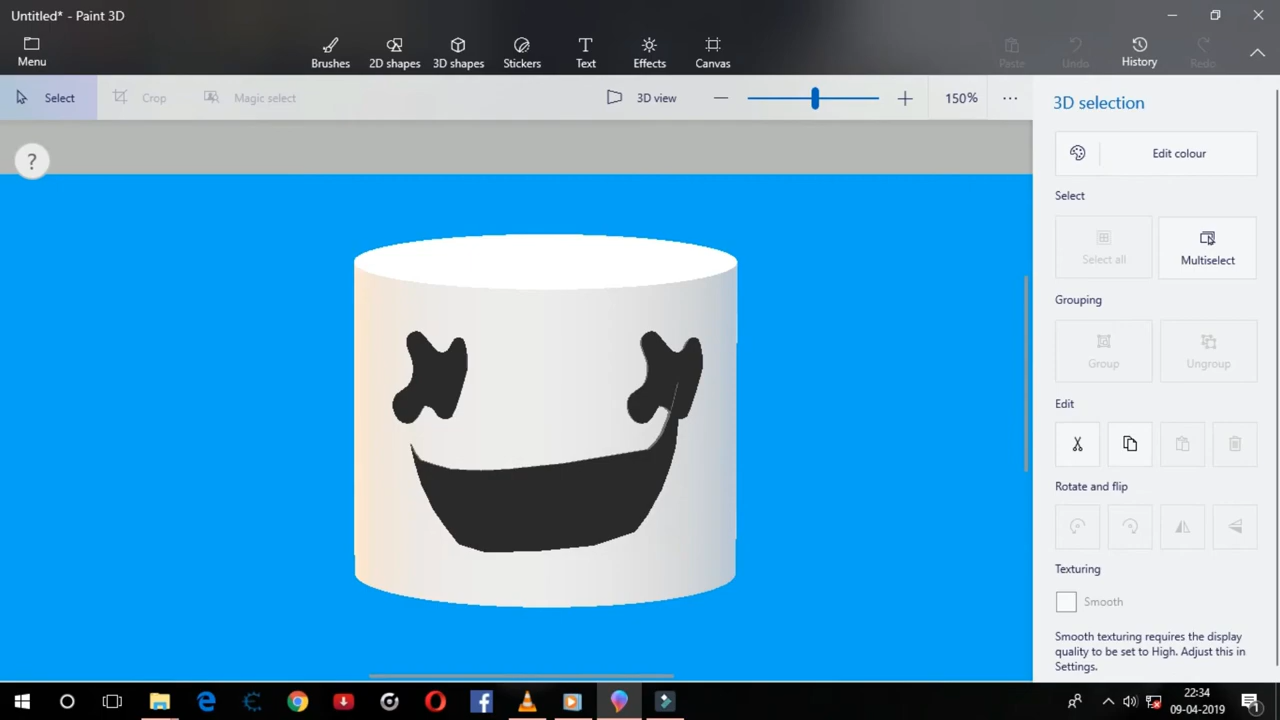 Untitled* - Paint 3D
Menu
Brushes
2D shapes
3D shapes
Stickers
Text
Effects
Canvas
Paste
Undo
History
Redo
Select
Crop
Magic select
3D view
150%
?
3D selection
Edit colour
Select
Select all
Multiselect
Grouping
Group
Ungroup
Edit
Rotate and flip
Texturing
Smooth
Smooth texturing requires the display
quality to be set to High. Adjust this in
Settings.
22:34
09-04-2019
1